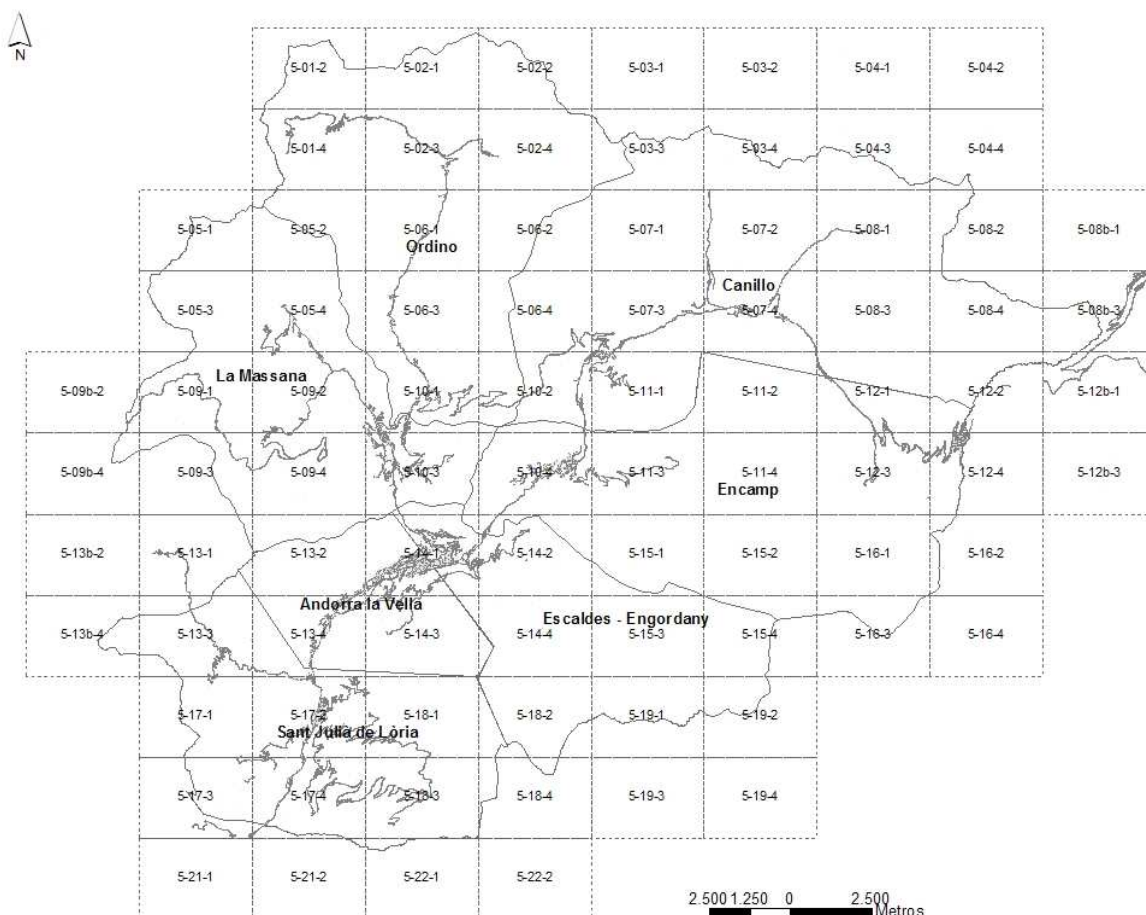 N
5-01-2 5-02-1 5-02-2 5-03-1 5-03-2 5-04-1 5-04-2
5-01-4 5-02-3 5-02-4 5-03-3 5-03-4 5-04-3 5-04-4
5-05-1 5-05-2 5-06-1 5-06-2 5-07-1 5-07-2 5-08-1 5-08-2 5-08b-1
Ordino
Canillo
5-05-3 5-05-4 5-06-3 5-06-4 5-07-3 5-07-4 5-08-3 5-08-4 5-08b-3
La Massana
5-09b-2 5-09-1 5-09-2 5-10-1 5-10-2 5-11-1 5-11-2 5-12-1 5-12-2 5-12b-1
5-09b-4 5-09-3 5-09-4 5-10-3 5-10-4 5-11-3 5-11-4 5-12-3 5-12-4 5-12b-3
Encamp
5-13b-2 5-13-1 5-13-2 5-14-1 5-14-2 5-15-1 5-15-2 5-16-1 5-16-2
Andorra la Vella
Escaldes - Engordany
5-13b-4 5-13-3 5-13-4 5-14-3 5-14-4 5-15-3 5-15-4 5-16-3 5-16-4
5-17-1 5-17-2 5-18-1 5-18-2 5-19-1 5-19-2
Sant Julià de Lòria
5-17-3 5-17-4 5-18-3 5-18-4 5-19-3 5-19-4
5-21-1 5-21-2 5-22-1 5-22-2
2.500 1.250 0 2.500
Metros